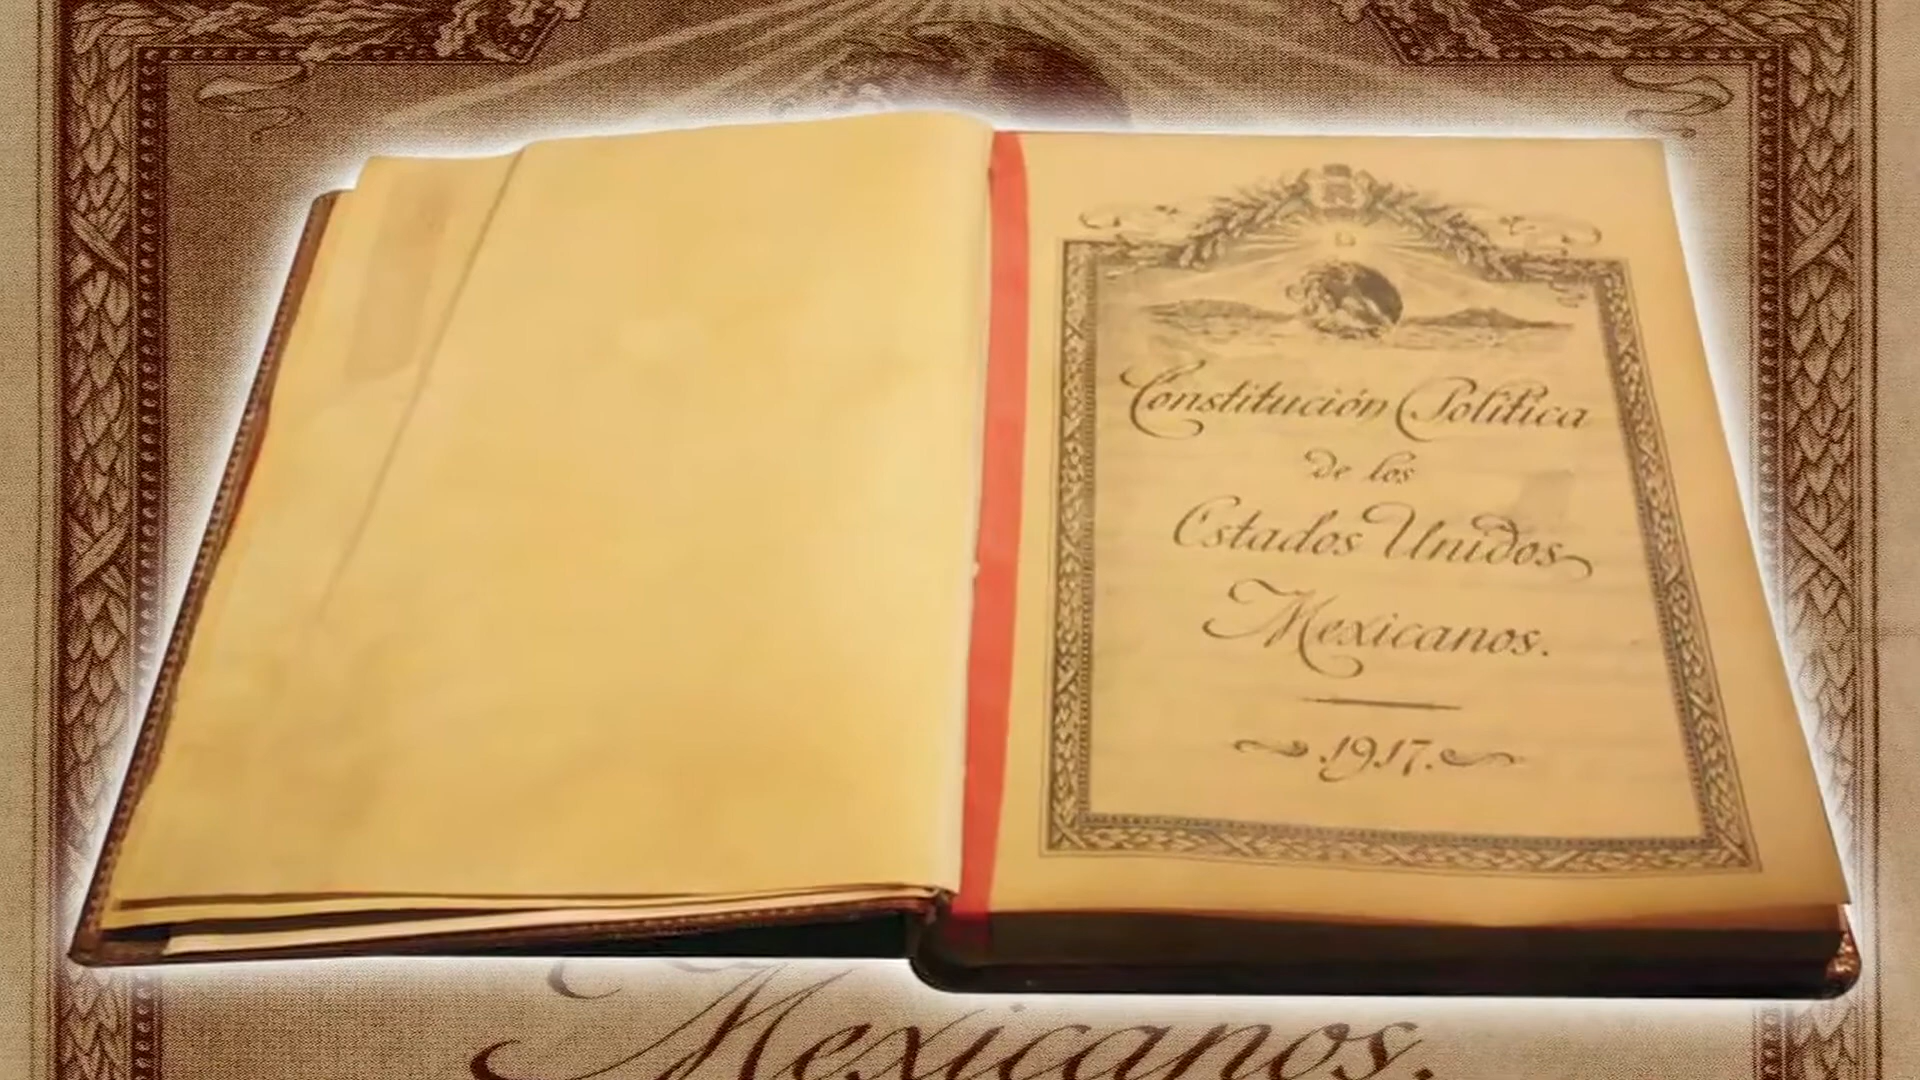 Constitución Política
de los
Estados Unidos
Mexicanos.
.1917.
Mexicanos.